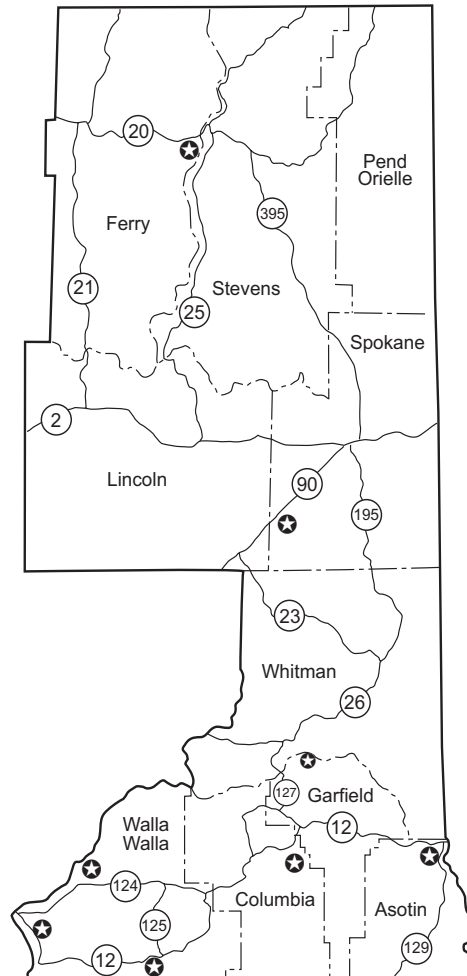 20
Pend
Orielle
Ferry
395
21
Stevens
25
Spokane
2
Lincoln
90
195
23
Whitman
26
127
Garfield
Walla
Walla
12
124
Columbia
Asotin
125
12
129